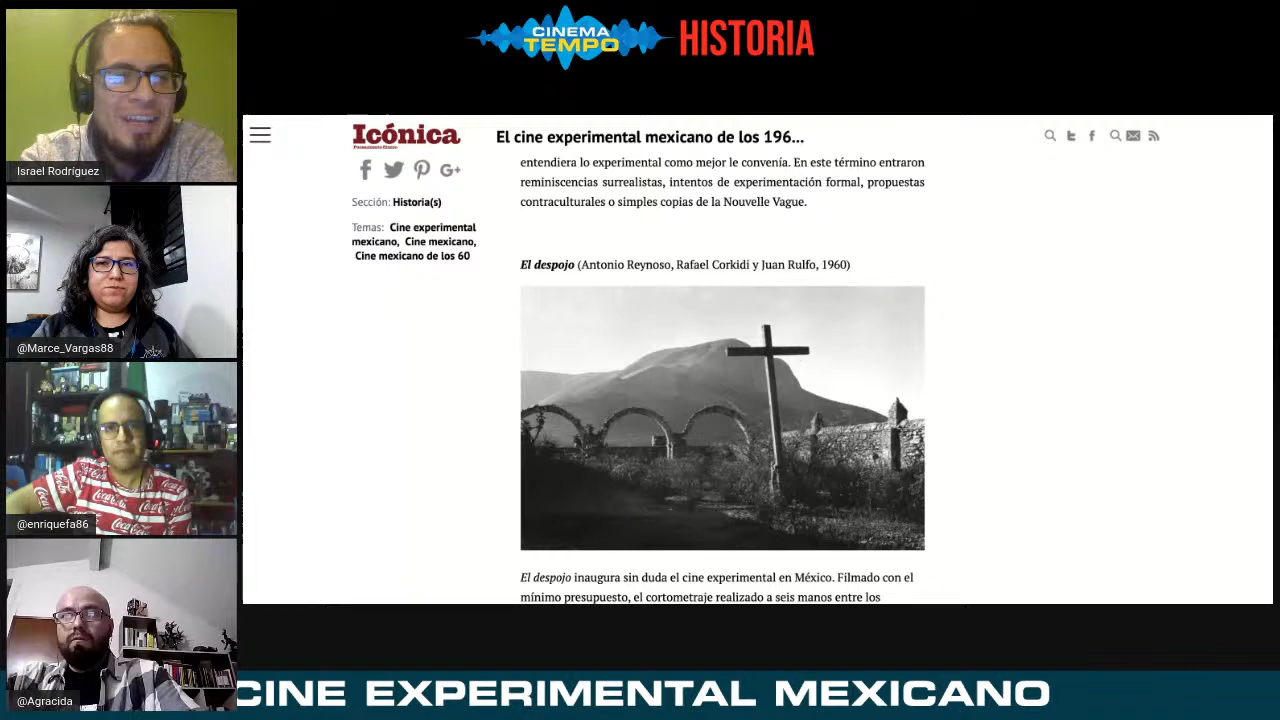 CINEMA
TEMPO
HISTORIA
Israel Rodríguez
@Marce_Vargas88
@enriquefa86
@Agracida
Icónica
El cine experimental mexicano de los 196...
Sección: Historia(s)
Temas: Cine experimental
mexicano, Cine mexicano,
Cine mexicano de los 60
entendiera lo experimental como mejor le convenía. En este término entraron
reminiscencias surrealistas, intentos de experimentación formal, propuestas
contraculturales o simples copias de la Nouvelle Vague.
El despojo (Antonio Reynoso, Rafael Corkidi y Juan Rulfo, 1960)
El despojo inaugura sin duda el cine experimental en México. Filmado con el
mínimo presupuesto, el cortometraje realizado a seis manos entre los
CINE EXPERIMENTAL MEXICANO